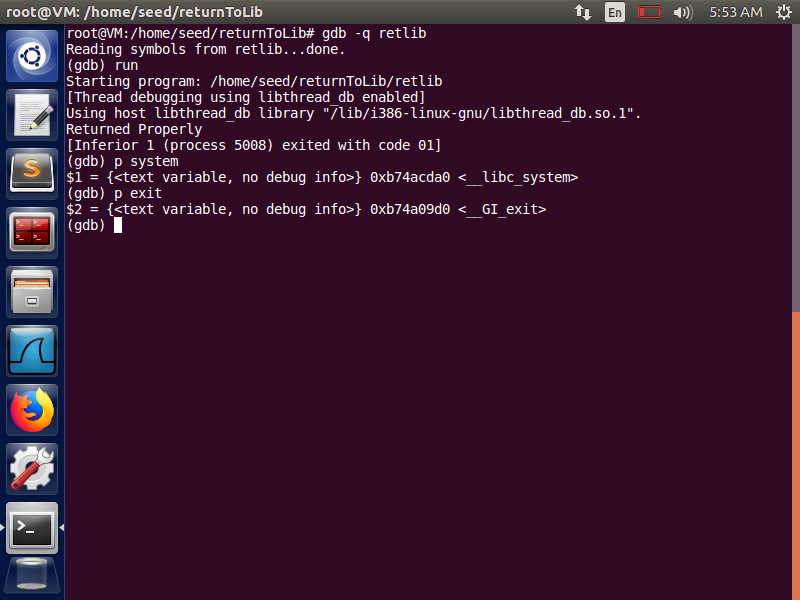 root@VM: /home/seed/returnToLib
En
5:53 AM
root@VM:/home/seed/returnToLib# gdb -q retlib
Reading symbols from retlib...done.
(gdb) run
Starting program: /home/seed/returnToLib/retlib
[Thread debugging using libthread_db enabled]
Using host libthread_db library "/lib/i386-linux-gnu/libthread_db.so.1".
Returned Properly
[Inferior 1 (process 5008) exited with code 01]
(gdb) p system
$1 = {<text variable, no debug info>} 0xb74acda0 <__libc_system>
(gdb) p exit
$2 = {<text variable, no debug info>} 0xb74a09d0 <__GI_exit>
(gdb)